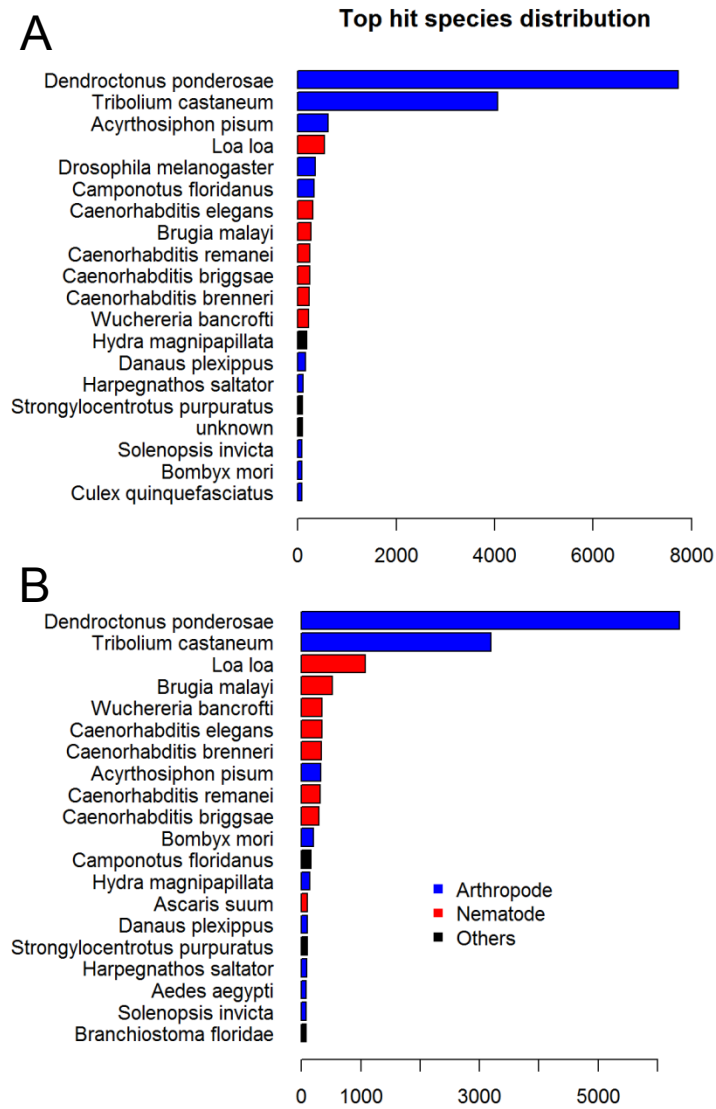 A
Top hit species distribution
Dendroctonus ponderosae
Tribolium castaneum
Acyrthosiphon pisum
Loa loa
Drosophila melanogaster
Camponotus floridanus
Caenorhabditis elegans
Brugia malayi
Caenorhabditis remanei
Caenorhabditis briggsae
Caenorhabditis brenneri
Wuchereria bancrofti
Hydra magnipapillata
Danaus plexippus
Harpegnathos saltator
Strongylocentrotus purpuratus
unknown
Solenopsis invicta
Bombyx mori
Culex quinquefasciatus
0 2000 4000 6000 8000
B
Dendroctonus ponderosae
Tribolium castaneum
Loa loa
Brugia malayi
Wuchereria bancrofti
Caenorhabditis elegans
Caenorhabditis brenneri
Acyrthosiphon pisum
Caenorhabditis remanei
Caenorhabditis briggsae
Bombyx mori
Camponotus floridanus
Hydra magnipapillata
Ascaris suum
Danaus plexippus
Strongylocentrotus purpuratus
Harpegnathos saltator
Aedes aegypti
Solenopsis invicta
Branchiostoma floridae
Arthropode
Nematode
Others
0 1000 3000 5000